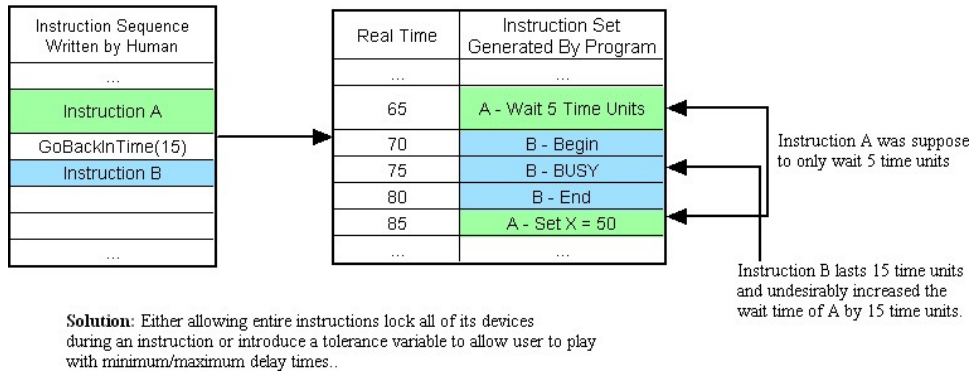 Instruction Sequence
Written by Human
...
Instruction A
GoBackInTime(15)
Instruction B
...
Real Time
Instruction Set
Generated By Program
... ...
65 A - Wait 5 Time Units
70 B - Begin
75 B - BUSY
80 B - End
85 A - Set X = 50
... ...
Instruction A was suppose
to only wait 5 time units
Instruction B lasts 15 time units
and undesirably increased the
wait time of A by 15 time units.
Solution: Either allowing entire instructions lock all of its devices
during an instruction or introduce a tolerance variable to allow user to play
with minimum/maximum delay times..